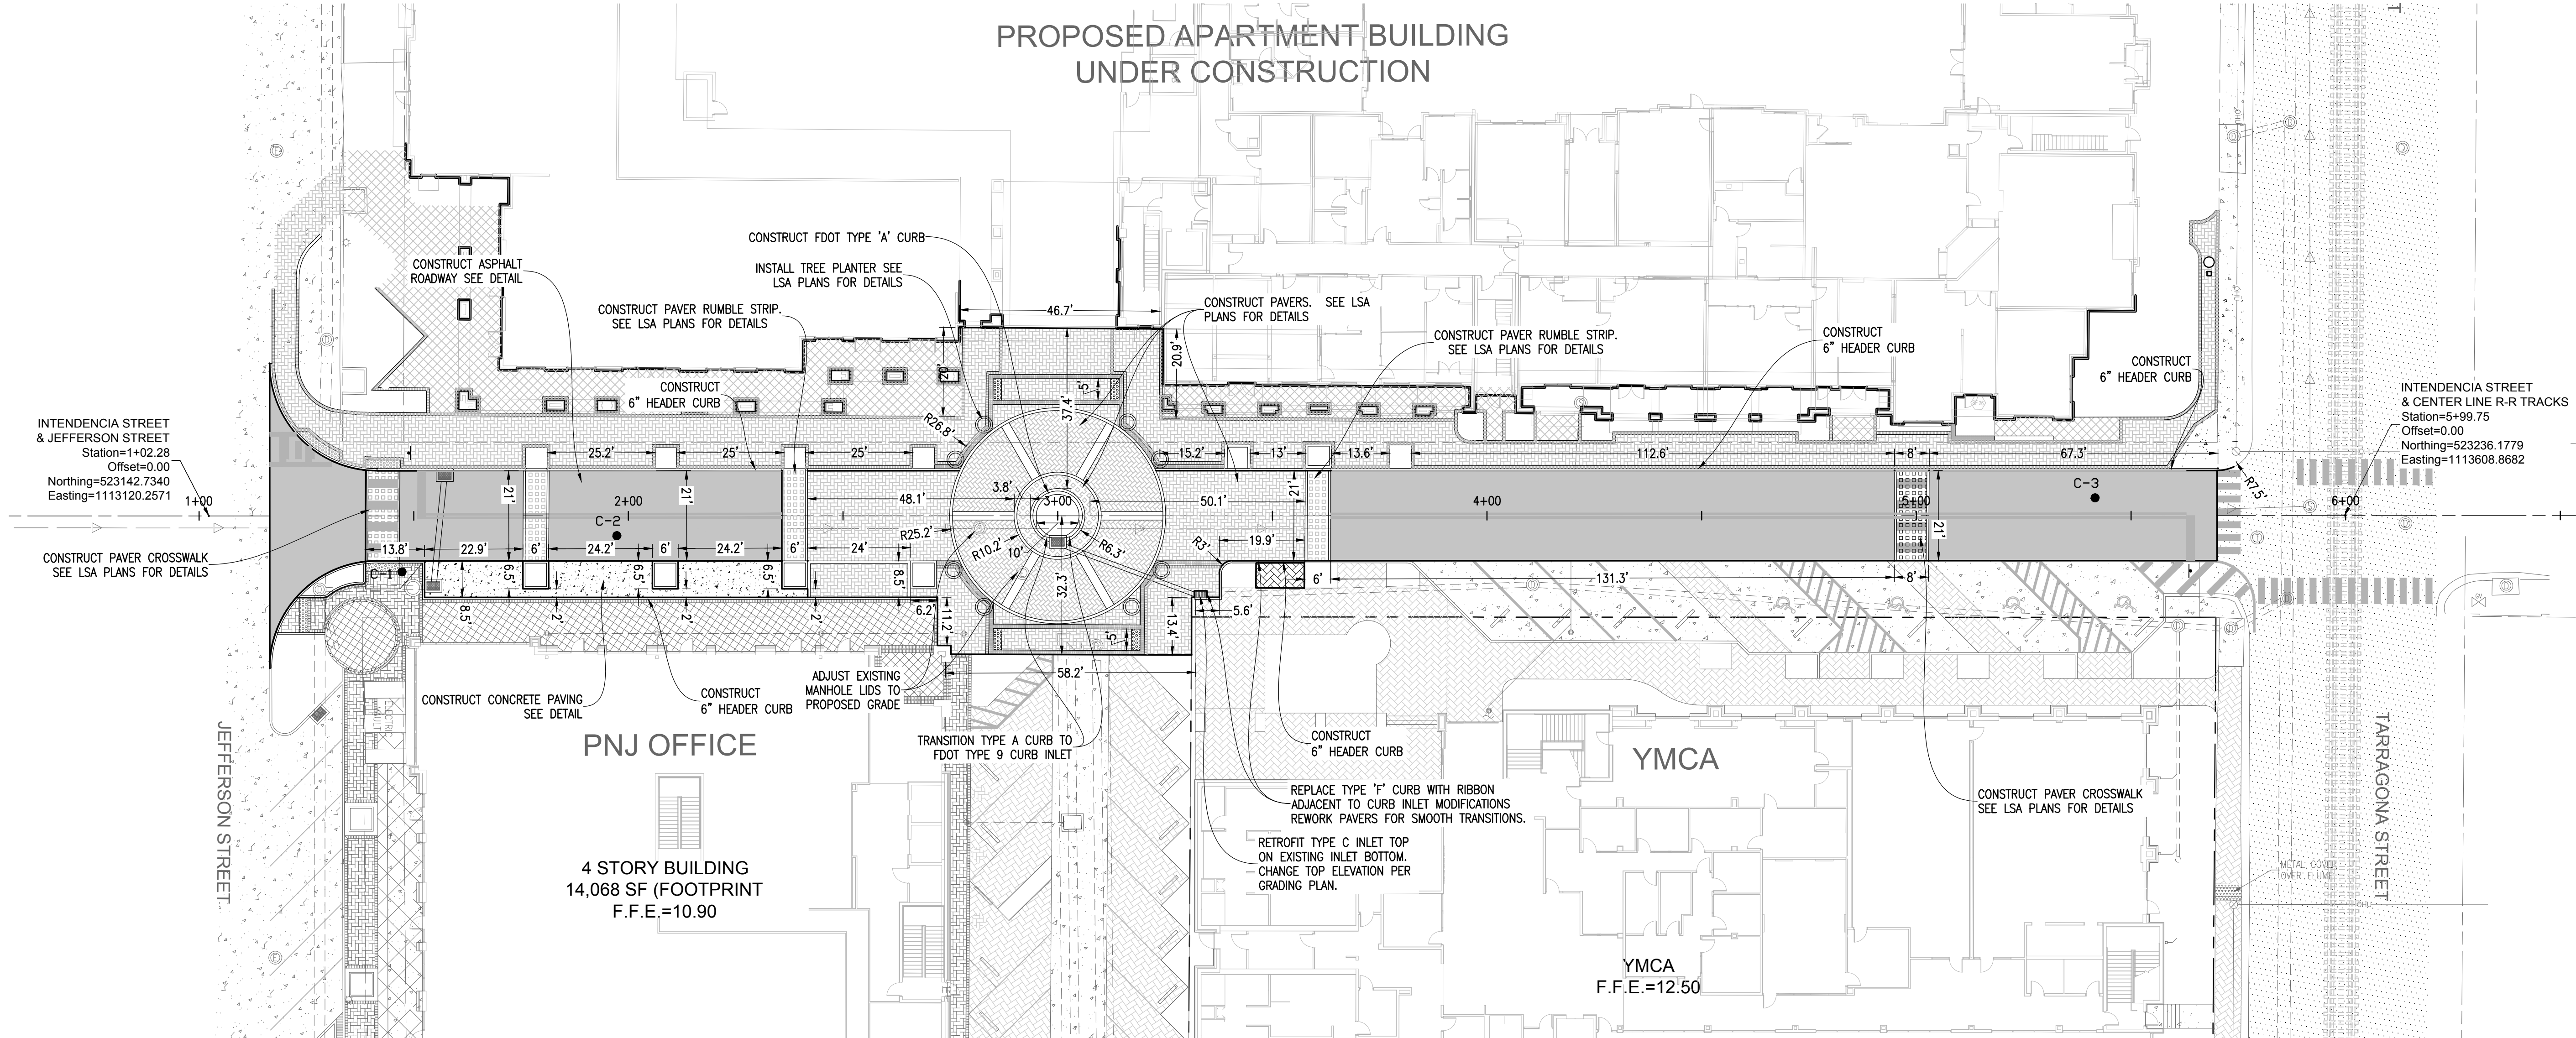 PROPOSED APARTMENT BUILDING
UNDER CONSTRUCTION
CONSTRUCT FDOT TYPE 'A' CURB
INSTALL TREE PLANTER SEE
LSA PLANS FOR DETAILS
CONSTRUCT ASPHALT
ROADWAY SEE DETAIL
CONSTRUCT PAVER RUMBLE STRIP.
SEE LSA PLANS FOR DETAILS
CONSTRUCT
6" HEADER CURB
46.7'
CONSTRUCT PAVERS. SEE LSA
PLANS FOR DETAILS
CONSTRUCT PAVER RUMBLE STRIP.
SEE LSA PLANS FOR DETAILS
CONSTRUCT
6" HEADER CURB
CONSTRUCT
6" HEADER CURB
20'
20.9'
5'
37.4'
R26.8'
INTENDENCIA STREET
& JEFFERSON STREET
Station=1+02.28
Offset=0.00
Northing=523142.7340
Easting=1113120.2571
INTENDENCIA STREET
& CENTER LINE R-R TRACKS
Station=5+99.75
Offset=0.00
Northing=523236.1779
Easting=1113608.8682
25.2'
25'
25'
15.2'
13'
13.6'
112.6'
8'
67.3'
R7.5'
1+00
21'
2+00
21'
48.1'
3.8'
3+00
50.1'
21'
4+00
5+00
C-3
6+00
C-2
R25.2'
R10.2'
10'
R6.3'
R3'
19.9'
21'
CONSTRUCT PAVER CROSSWALK
SEE LSA PLANS FOR DETAILS
13.8'
22.9'
6'
24.2'
6'
24.2'
6'
24'
C-1
6.5'
6.5'
6.5'
8.5'
6'
131.3'
8'
8.5'
2'
2'
2'
6.2'
11.2'
32.3'
5'
13.4'
5.6'
58.2'
CONSTRUCT CONCRETE PAVING
SEE DETAIL
CONSTRUCT
6" HEADER CURB
ADJUST EXISTING
MANHOLE LIDS TO
PROPOSED GRADE
TRANSITION TYPE A CURB TO
FDOT TYPE 9 CURB INLET
CONSTRUCT
6" HEADER CURB
REPLACE TYPE 'F' CURB WITH RIBBON
ADJACENT TO CURB INLET MODIFICATIONS
REWORK PAVERS FOR SMOOTH TRANSITIONS.
RETROFIT TYPE C INLET TOP
ON EXISTING INLET BOTTOM.
CHANGE TOP ELEVATION PER
GRADING PLAN.
CONSTRUCT PAVER CROSSWALK
SEE LSA PLANS FOR DETAILS
JEFFERSON STREET
ELECTRIC
VAULT
PNJ OFFICE
4 STORY BUILDING
14,068 SF (FOOTPRINT
F.F.E.=10.90
YMCA
YMCA
F.F.E.=12.50
TARRAGONA STREET
METAL COVER
OVER FLUME
OHU
OHU
OHU